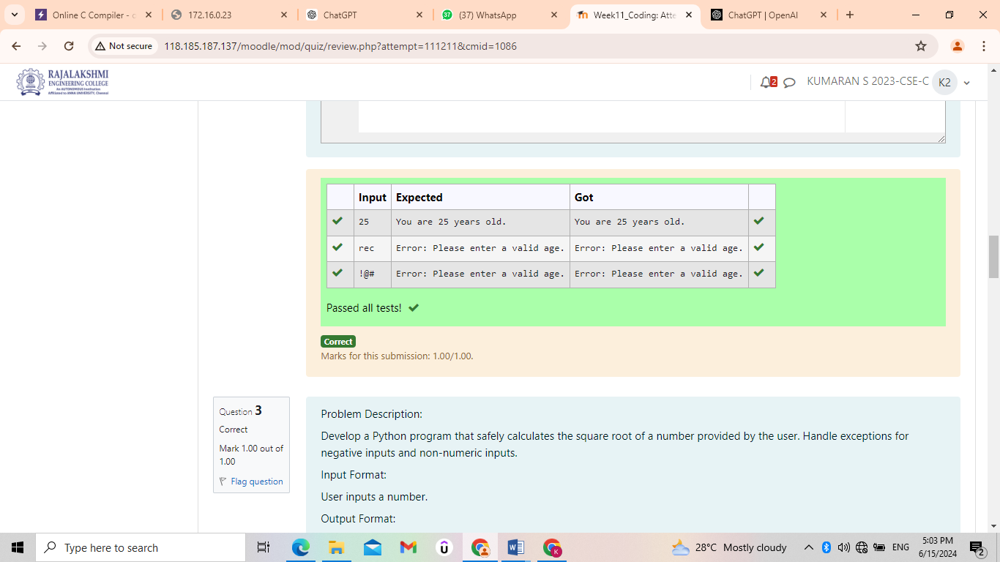 Online C Compiler - c
172.16.0.23
ChatGPT
(37) WhatsApp
Week11_Coding: Atte
ChatGPT | OpenAI
Not secure
118.185.187.137/moodle/mod/quiz/review.php?attempt=111211&cmid=1086
RAJALAKSHMI
ENGINEERING COLLEGE
An AUTONOMOUS Institution
Affiliated to ANNA UNIVERSITY, Chennai
2
KUMARAN S 2023-CSE-C
K2
Input Expected Got
25 You are 25 years old. You are 25 years old.
rec Error: Please enter a valid age. Error: Please enter a valid age.
!@# Error: Please enter a valid age. Error: Please enter a valid age.
Passed all tests!
Correct
Marks for this submission: 1.00/1.00.
Question 3
Correct
Mark 1.00 out of
1.00
Flag question
Problem Description:
Develop a Python program that safely calculates the square root of a number provided by the user. Handle exceptions for
negative inputs and non-numeric inputs.
Input Format:
User inputs a number.
Output Format:
Type here to search
28°C Mostly cloudy
ENG
5:03 PM
6/15/2024
2